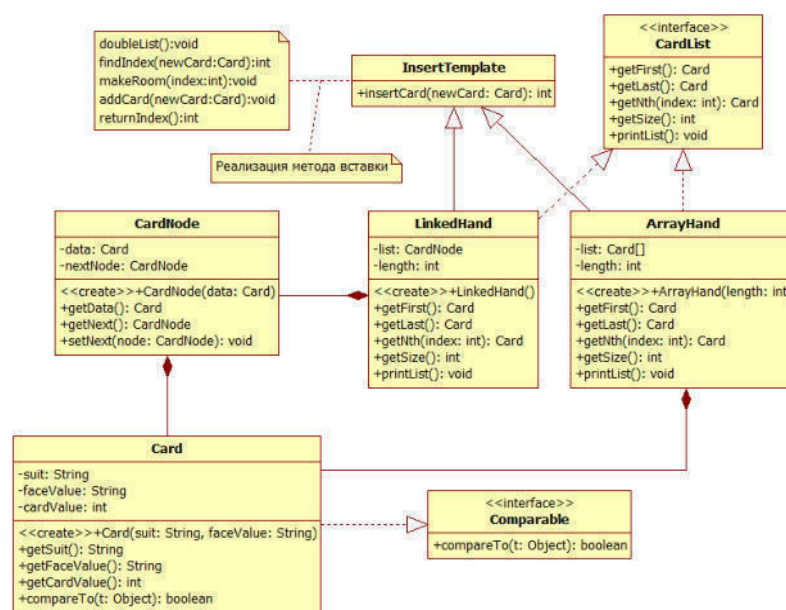 doubleList():void
findIndex(newCard:Card):int
makeRoom(index:int):void
addCard(newCard:Card):void
returnIndex():int
InsertTemplate
+insertCard(newCard: Card): int
<<interface>>
CardList
+getFirst(): Card
+getLast(): Card
+getNth(index: int): Card
+getSize(): int
+printList(): void
Реализация метода вставки
CardNode
-data: Card
-nextNode: CardNode
<<create>>+CardNode(data: Card)
+getData(): Card
+getNext(): CardNode
+setNext(node: CardNode): void
LinkedHand
-list: CardNode
-length: int
<<create>>+LinkedHand()
+getFirst(): Card
+getLast(): Card
+getNth(index: int): Card
+getSize(): int
+printList(): void
ArrayHand
-list: Card[]
-length: int
<<create>>+ArrayHand(length: int
+getFirst(): Card
+getLast(): Card
+getNth(index: int): Card
+getSize(): int
+printList(): void
Card
-suit: String
-faceValue: String
-cardValue: int
<<create>>+Card(suit: String, faceValue: String)
+getSuit(): String
+getFaceValue(): String
+getCardValue(): int
+compareTo(t: Object): boolean
<<interface>>
Comparable
+compareTo(t: Object): boolean